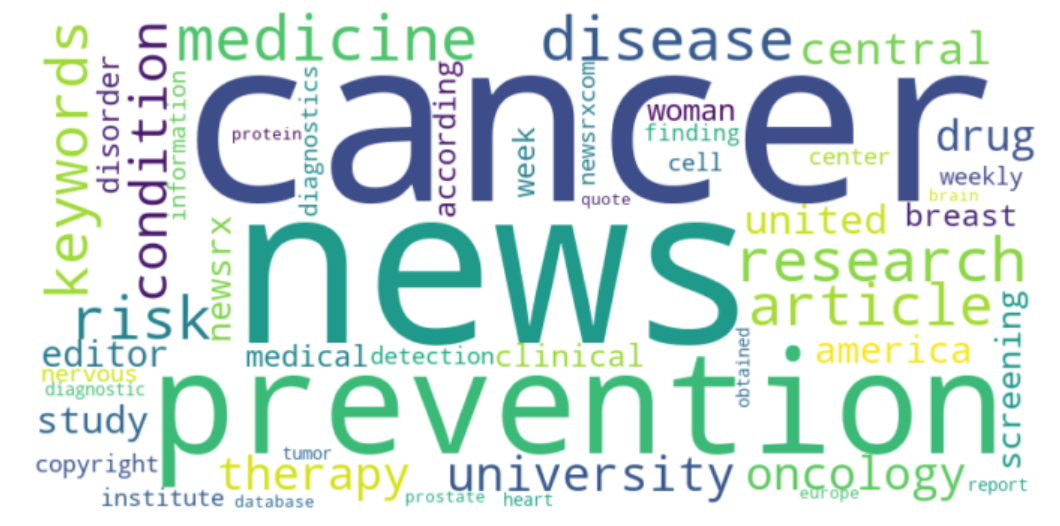 medicine
disease
central
keywords
disorder
condition
information
cancer
protein
diagnostics
according
week
newsrxcom
woman
finding
cell
quote
center
drug
weekly
brain
breast
united
newsrx
news
research
article
risk
editor
medical
detection
clinical
america
screening
obtained
nervous
diagnostic
prevention
study
copyright
tumor
therapy
university
oncology
report
institute
database
prostate
heart
europe